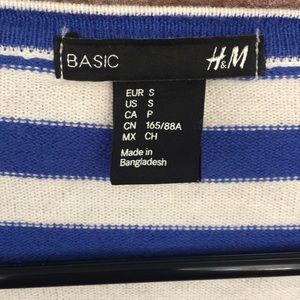 BASIC H&M
EUR S
US S
CA P
CN 165/88A
MX CH
Made in
Bangladesh